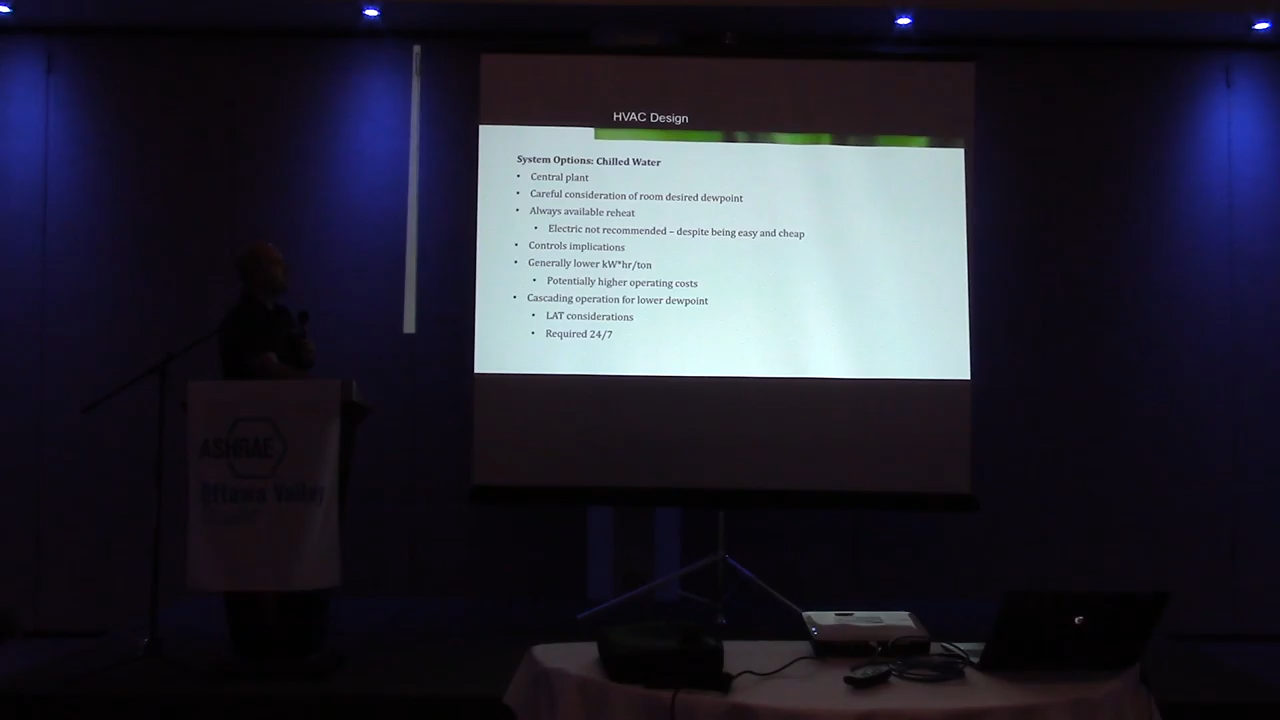 HVAC Design
System Options: Chilled Water
• Central plant
• Careful consideration of room desired dewpoint
• Always available reheat
• Electric not recommended – despite being easy and cheap
• Controls implications
• Generally lower kW*hr/ton
• Potentially higher operating costs
• Cascading operation for lower dewpoint
• LAT considerations
• Required 24/7
ASHRAE
Ottawa Valley